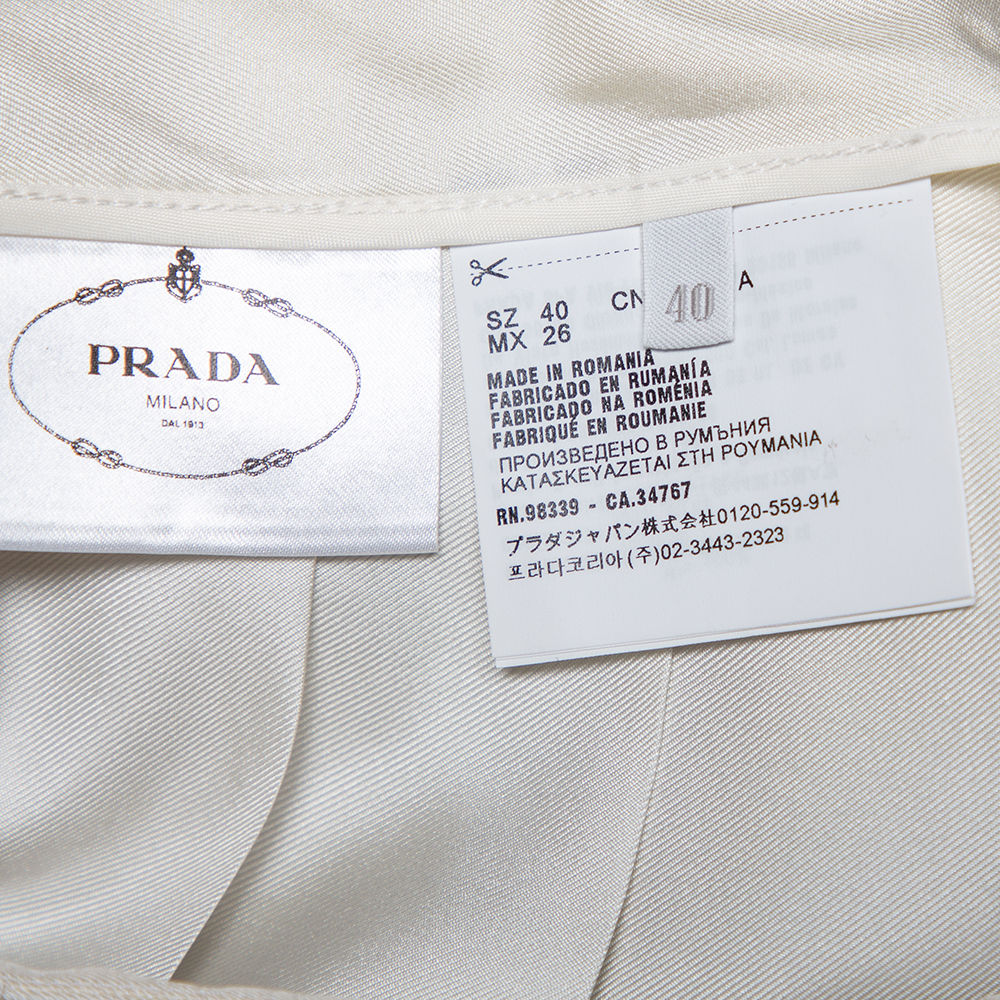 PRADA
MILANO
DAL 1913
SZ 40
MX 26
40
MADE IN ROMANIA
FABRICADO EN RUMANÍA
FABRICADO NA ROMÉNIA
FABRIQUÉ EN ROUMANIE
ПРОИЗВЕДЕНО В РУМЪНИЯ
ΚΑΤΑΣΚΕΥΑΖΕΤΑΙ ΣΤΗ ΡΟΥΜΑΝΙΑ
RN.98339 - CA.34767
プラダジャパン株式会社0120-559-914
프라다코리아(주)02-3443-2323